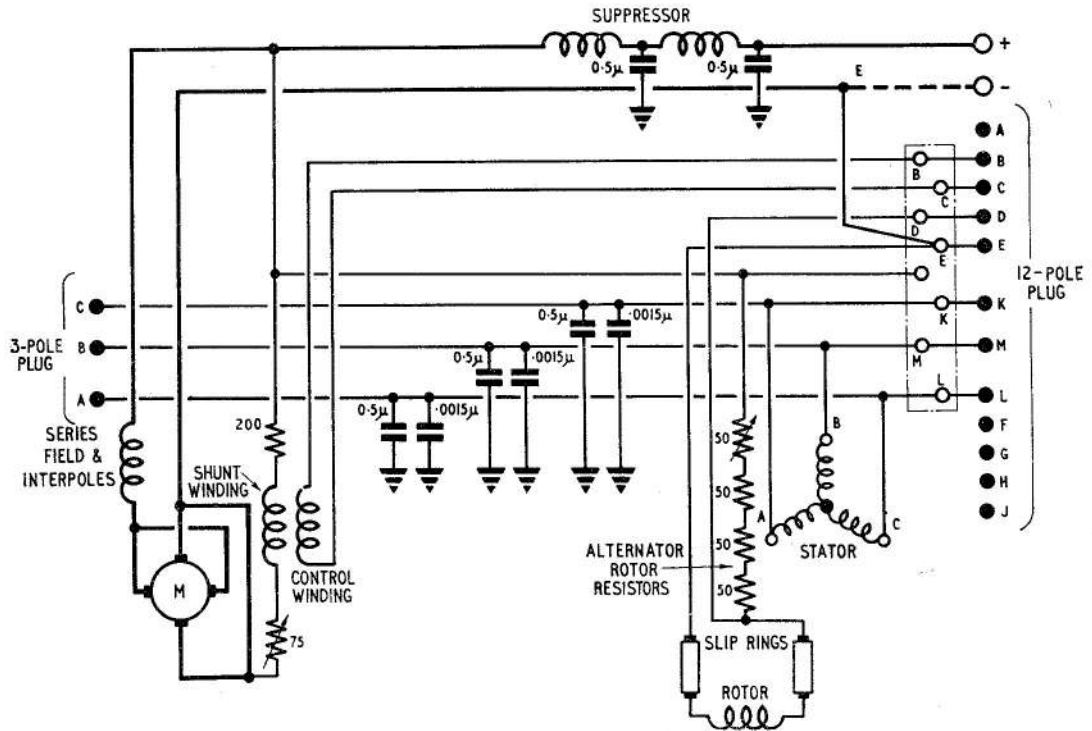 SUPPRESSOR
+
0·5μ
0·5μ
E
-
A
B
B
C
C
D
D
E
E
12-POLE
PLUG
C
0·5μ
·0015μ
K
K
3-POLE
PLUG
B
0·5μ
·0015μ
M
M
A
0·5μ
·0015μ
L
L
SERIES
FIELD &
INTERPOLES
200
50
B
F
SHUNT
WINDING
50
G
H
A
C
J
STATOR
50
ALTERNATOR
ROTOR
RESISTORS
CONTROL
WINDING
50
M
75
SLIP RINGS
ROTOR